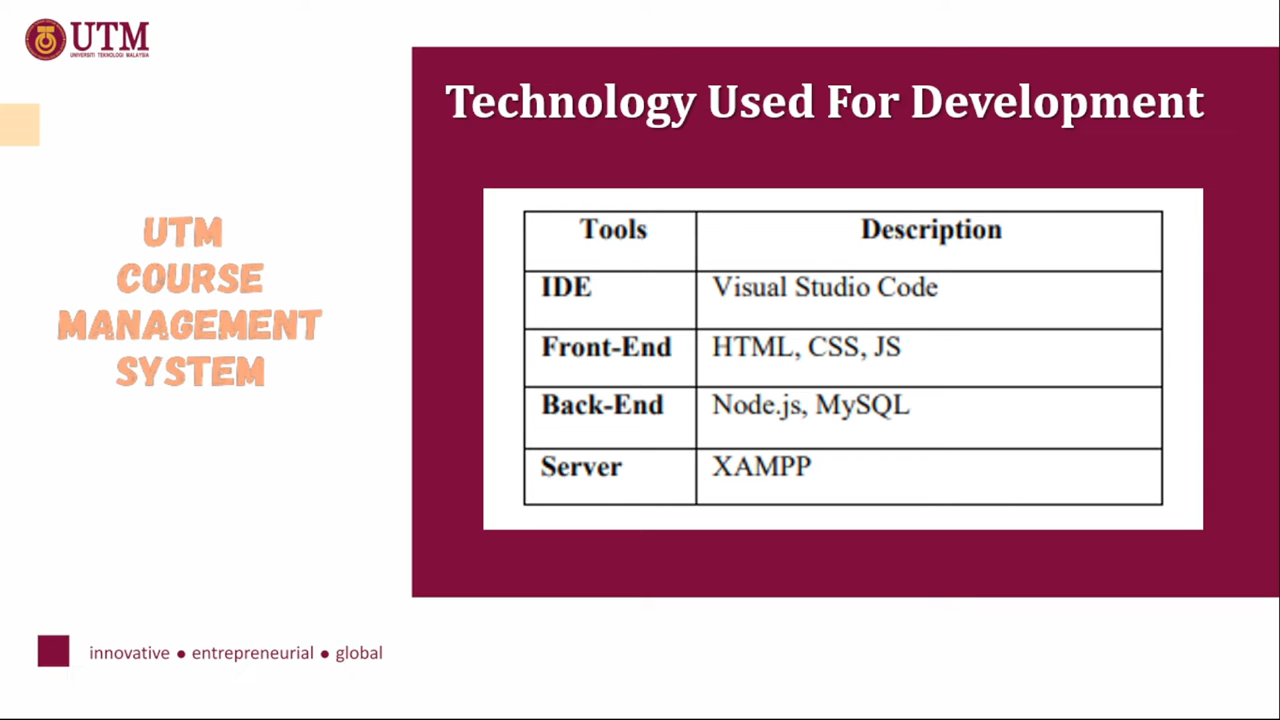 UTM
UNIVERSITI TEKNOLOGI MALAYSIA
Technology Used For Development
UTM
COURSE
MANAGEMENT
SYSTEM
Tools Description
IDE Visual Studio Code
Front-End HTML, CSS, JS
Back-End Node.js, MySQL
Server XAMPP
innovative ● entrepreneurial ● global